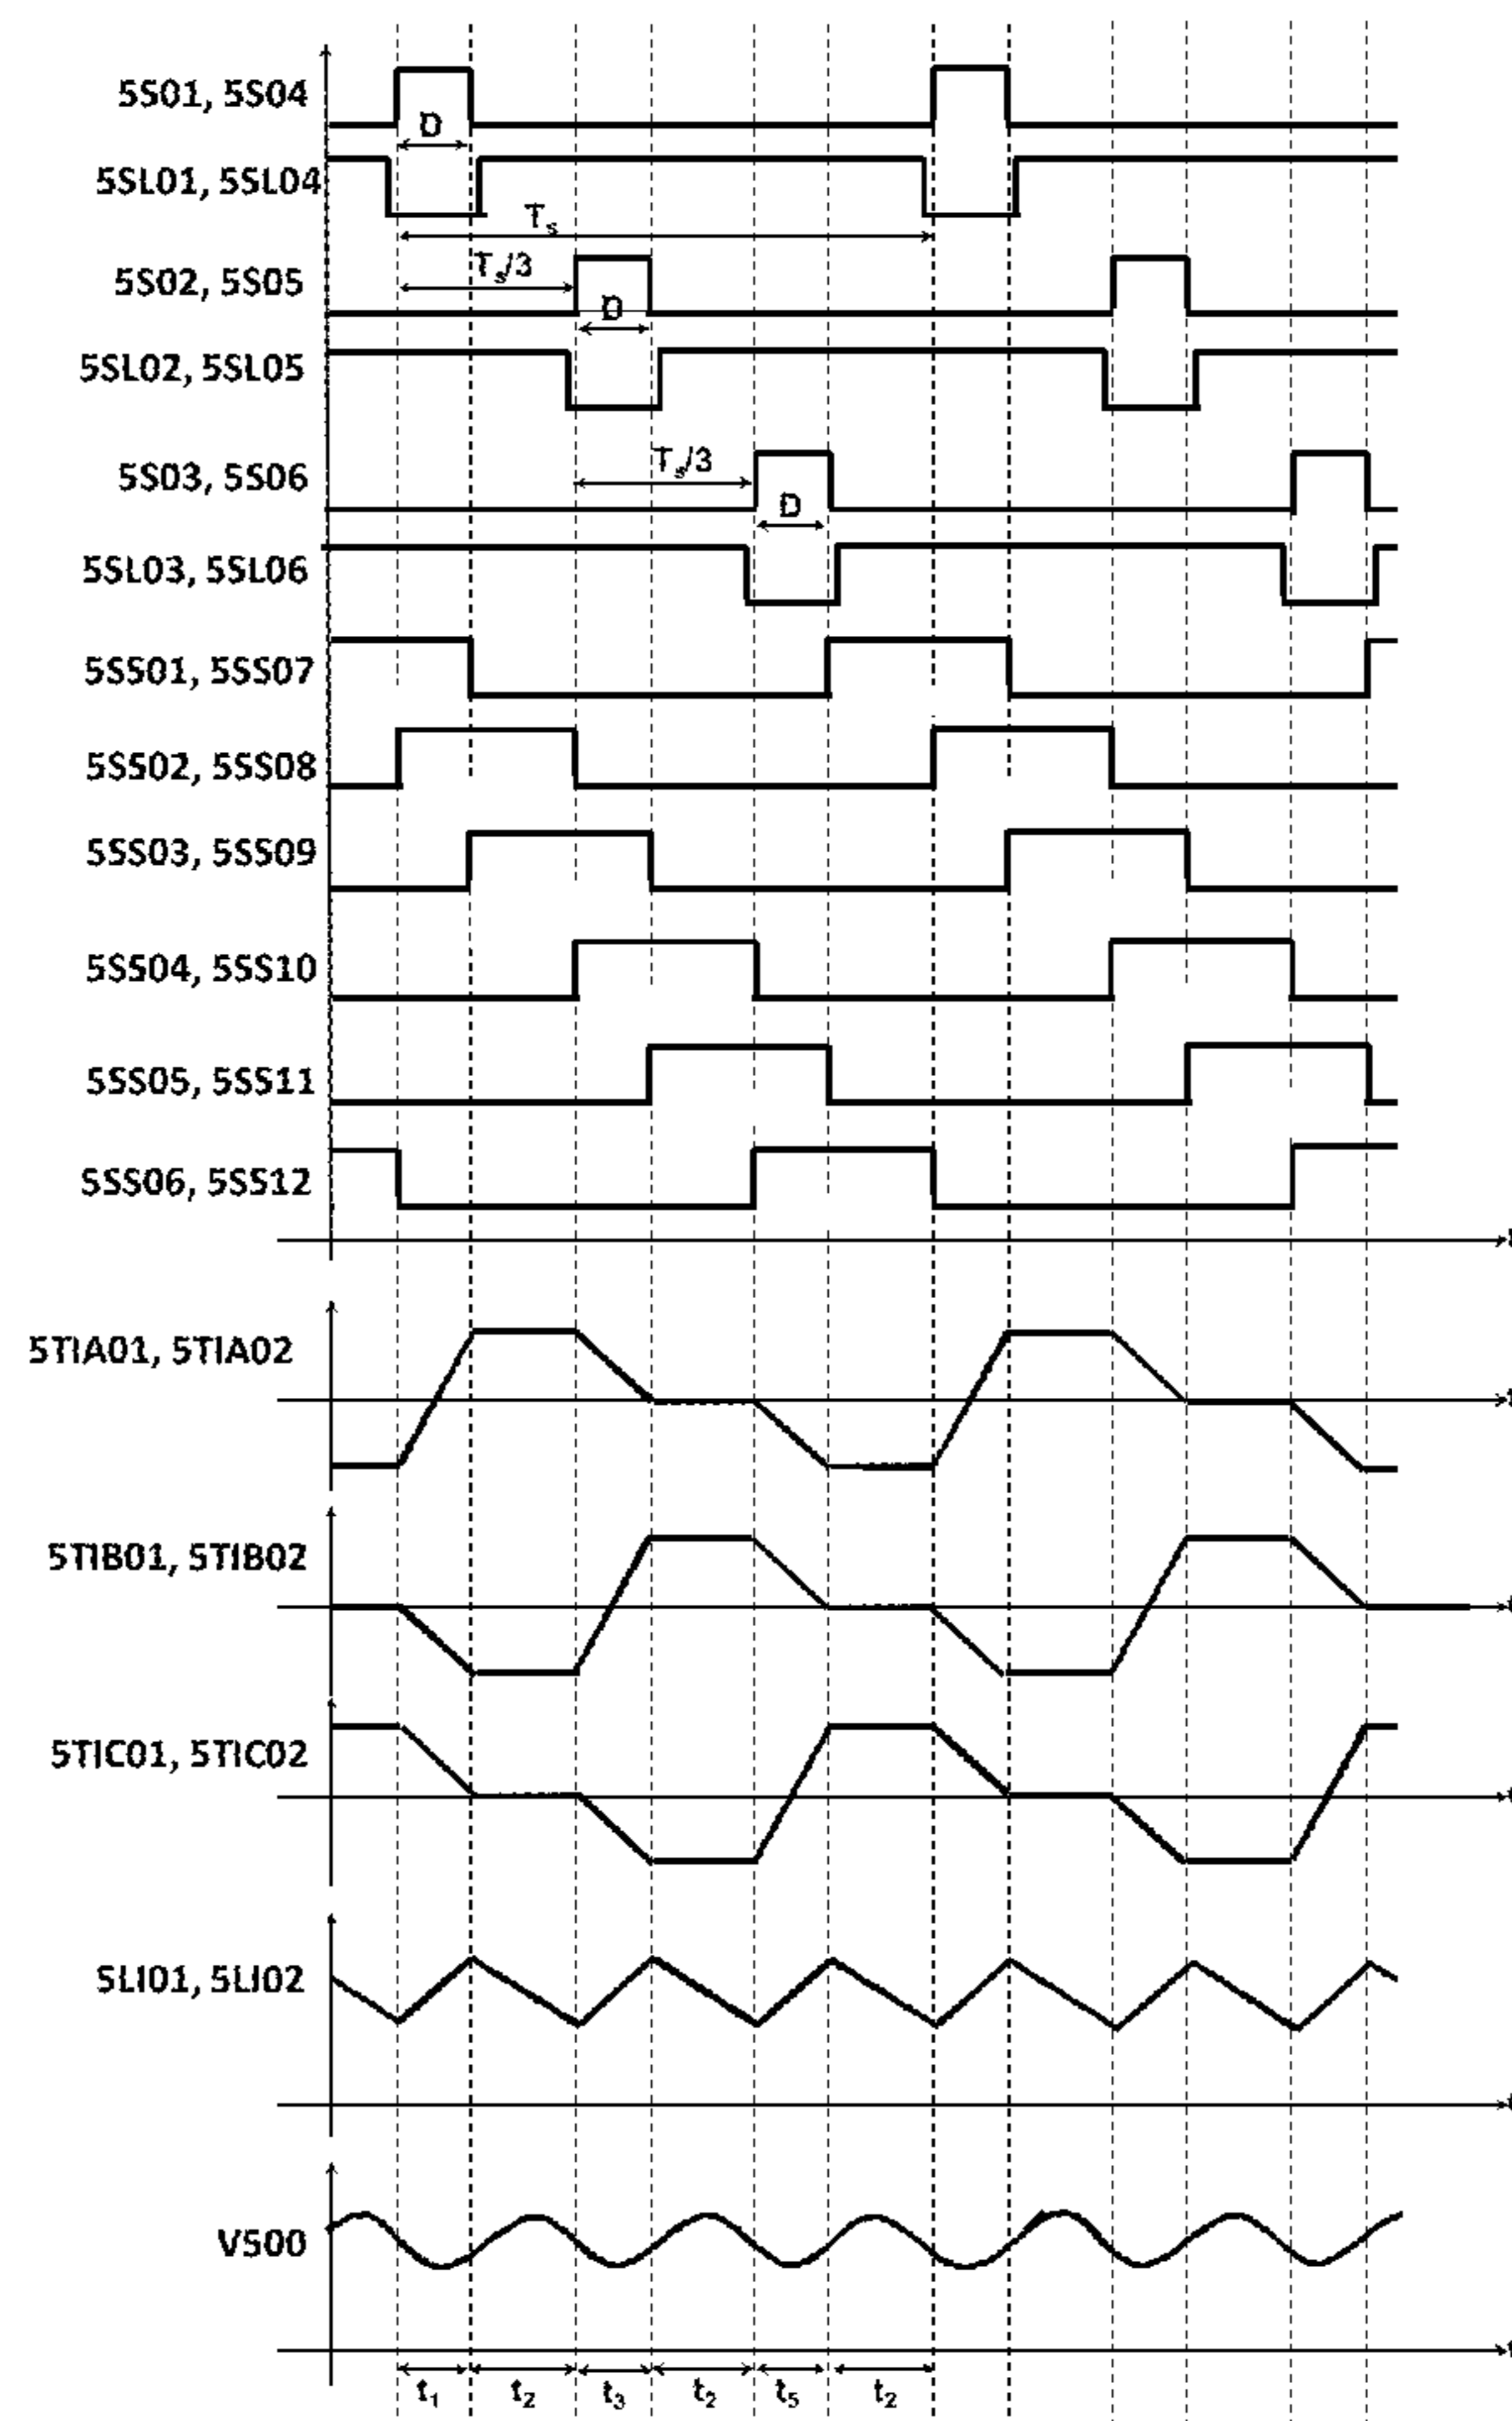 5S01, 5S04
D
5SL01, 5SL04
Ts
Ts/3
5S02, 5S05
D
5SL02, 5SL05
Ts/3
5S03, 5S06
D
5SL03, 5SL06
5SS01, 5SS07
5SS02, 5SS08
5SS03, 5SS09
5SS04, 5SS10
5SS05, 5SS11
5SS06, 5SS12
5TIA01, 5TIA02
5TIB01, 5TIB02
5TIC01, 5TIC02
5LI01, 5LI02
V500
t1 t2 t3 t2 t5 t2